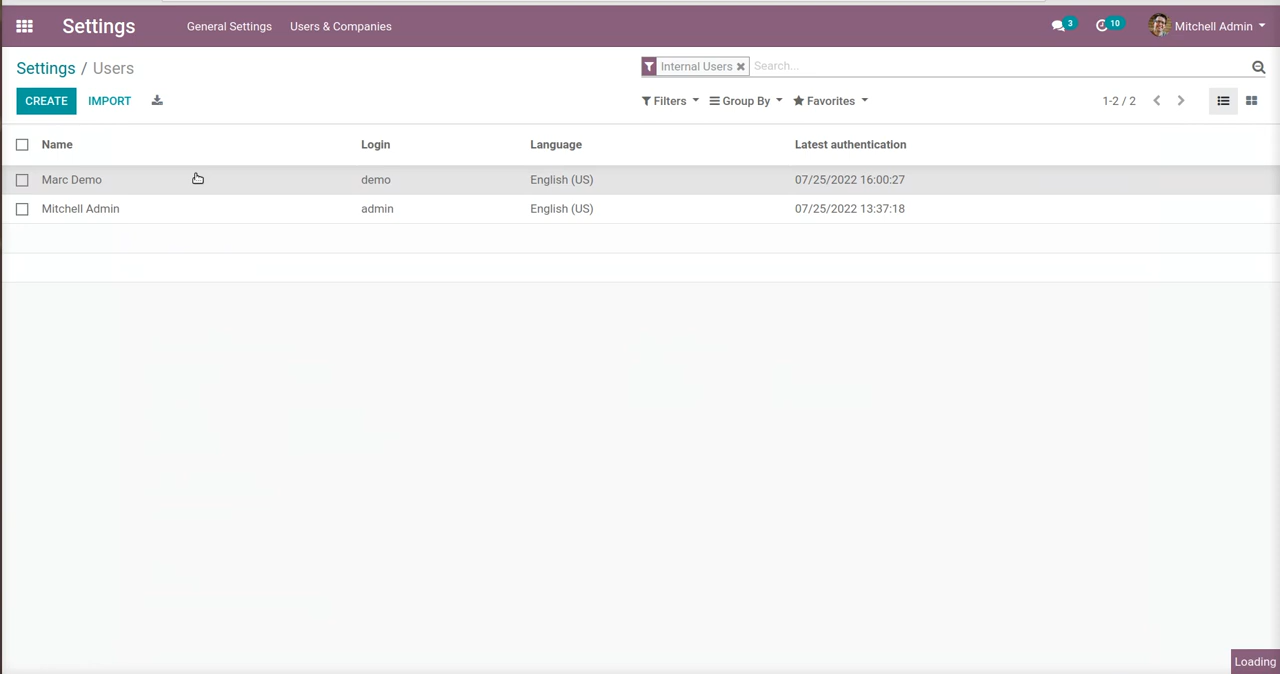 Settings General Settings Users & Companies 3 10 Mitchell Admin
Settings / Users Internal Users Search...
CREATE IMPORT Filters Group By Favorites 1-2 / 2
Name Login Language Latest authentication
Marc Demo demo English (US) 07/25/2022 16:00:27
Mitchell Admin admin English (US) 07/25/2022 13:37:18
Loading